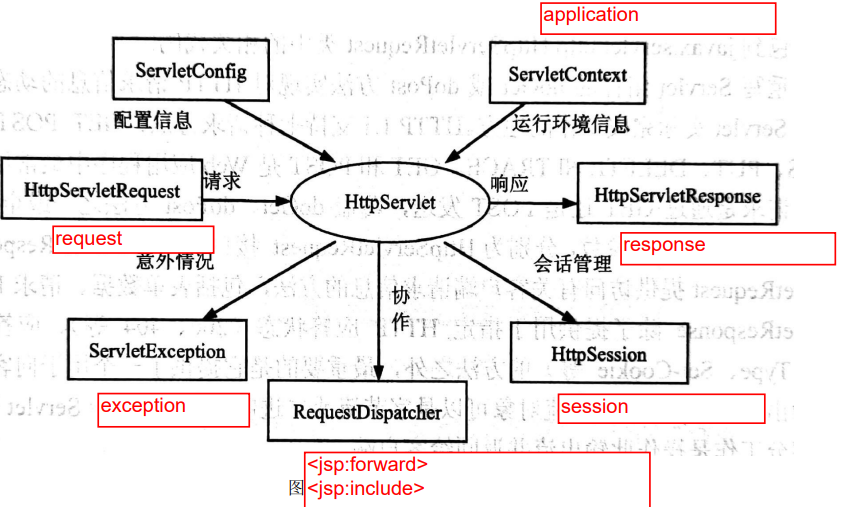 application
ServletConfig
ServletContext
配置信息
运行环境信息
HttpServletRequest
请求
HttpServlet
响应
HttpServletResponse
request
response
意外情况
会话管理
协
作
ServletException
HttpSession
exception
RequestDispatcher
session
<jsp:forward>
图
<jsp:include>